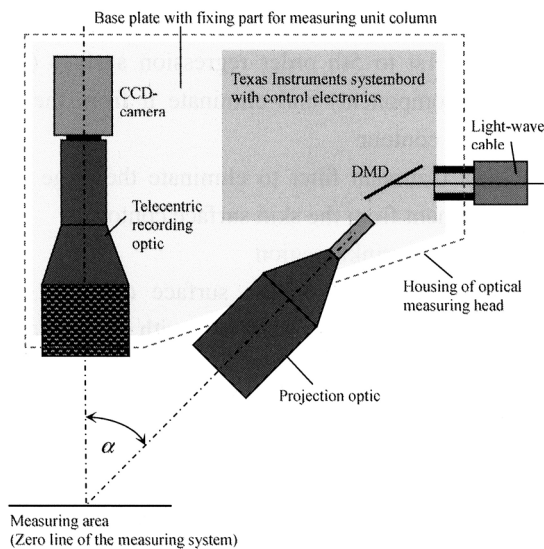 Base plate with fixing part for measuring unit column
Texas Instruments systembord
with control electronics
CCD-
camera
Light-wave
cable
DMD
Telecentric
recording
optic
Housing of optical
measuring head
Projection optic
α
Measuring area
(Zero line of the measuring system)